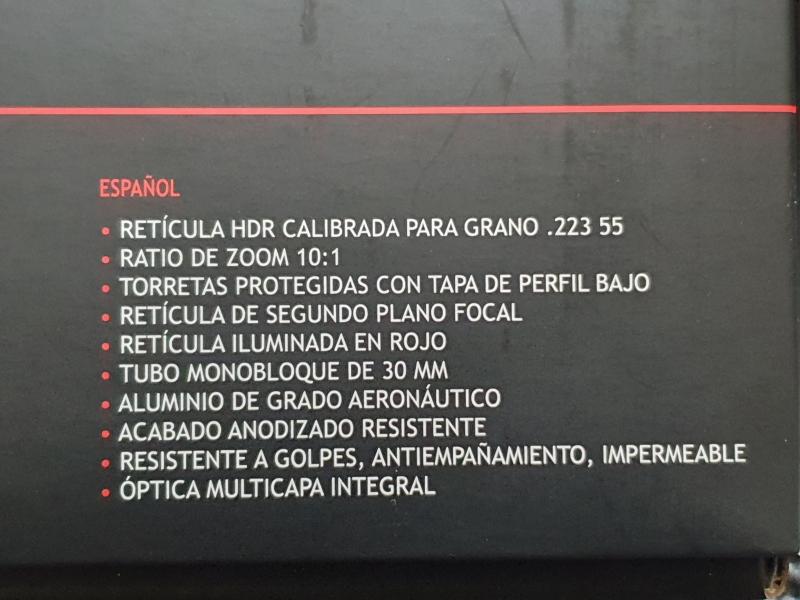 ESPAÑOL
• RETÍCULA HDR CALIBRADA PARA GRANO .223 55
• RATIO DE ZOOM 10:1
• TORRETAS PROTEGIDAS CON TAPA DE PERFIL BAJO
• RETÍCULA DE SEGUNDO PLANO FOCAL
• RETÍCULA ILUMINADA EN ROJO
• TUBO MONOBLOQUE DE 30 MM
• ALUMINIO DE GRADO AERONÁUTICO
• ACABADO ANODIZADO RESISTENTE
• RESISTENTE A GOLPES, ANTIEMPAÑAMIENTO, IMPERMEABLE
• ÓPTICA MULTICAPA INTEGRAL